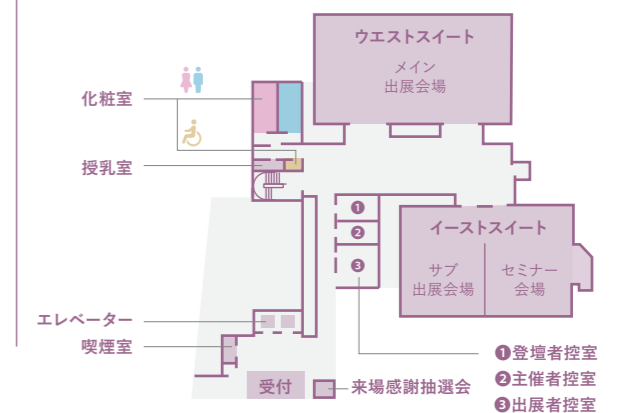 ウエストスイート
メイン
出展会場
化粧室
授乳室
❶
❷
❸
イーストスイート
サブ
出展会場
セミナー
会場
エレベーター
喫煙室
受付
来場感謝抽選会
❶登壇者控室
❷主催者控室
❸出展者控室